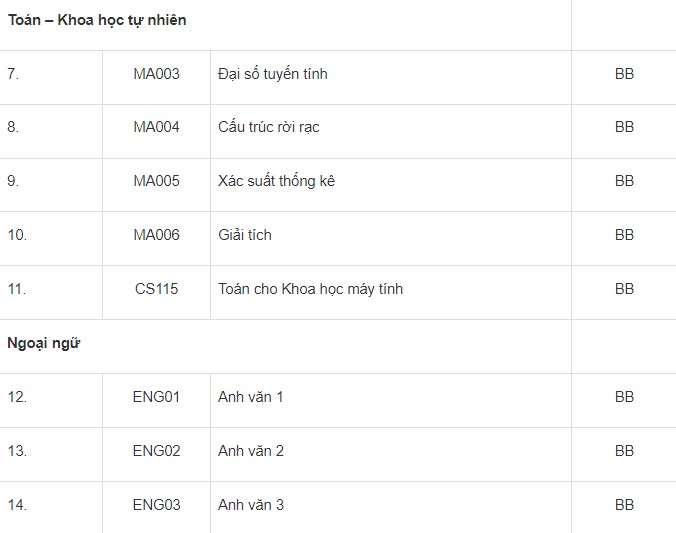 Toán – Khoa học tự nhiên
7. MA003 Đại số tuyến tính BB
8. MA004 Cấu trúc rời rạc BB
9. MA005 Xác suất thống kê BB
10. MA006 Giải tích BB
11. CS115 Toán cho Khoa học máy tính BB
Ngoại ngữ
12. ENG01 Anh văn 1 BB
13. ENG02 Anh văn 2 BB
14. ENG03 Anh văn 3 BB